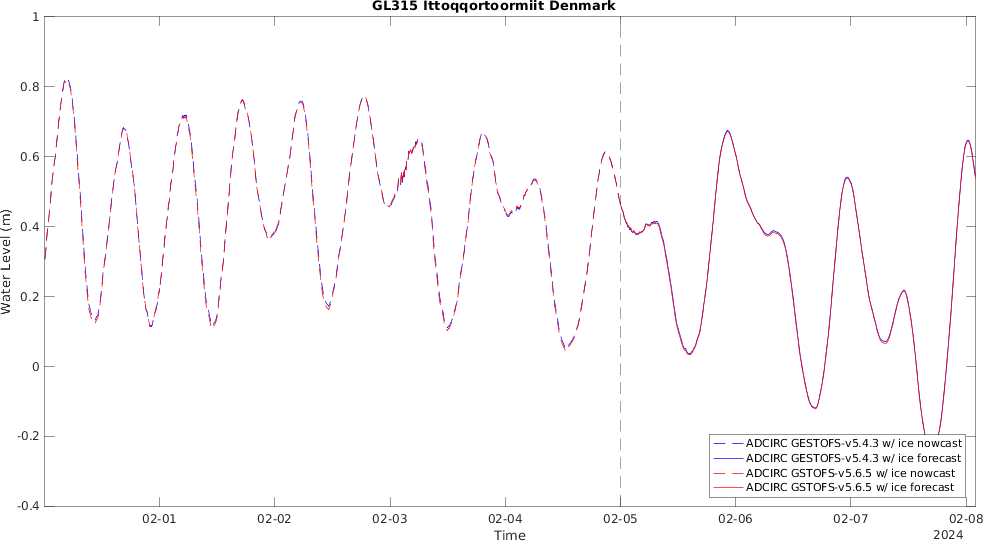 GL315 Ittoqqortoormiit Denmark
1
0.8
0.6
0.4
0.2
0
-0.2
-0.4
Water Level (m)
02-01 02-02 02-03 02-04 02-05 02-06 02-07 02-08
Time
2024
ADCIRC GESTOFS-v5.4.3 w/ ice nowcast
ADCIRC GESTOFS-v5.4.3 w/ ice forecast
ADCIRC GSTOFS-v5.6.5 w/ ice nowcast
ADCIRC GSTOFS-v5.6.5 w/ ice forecast